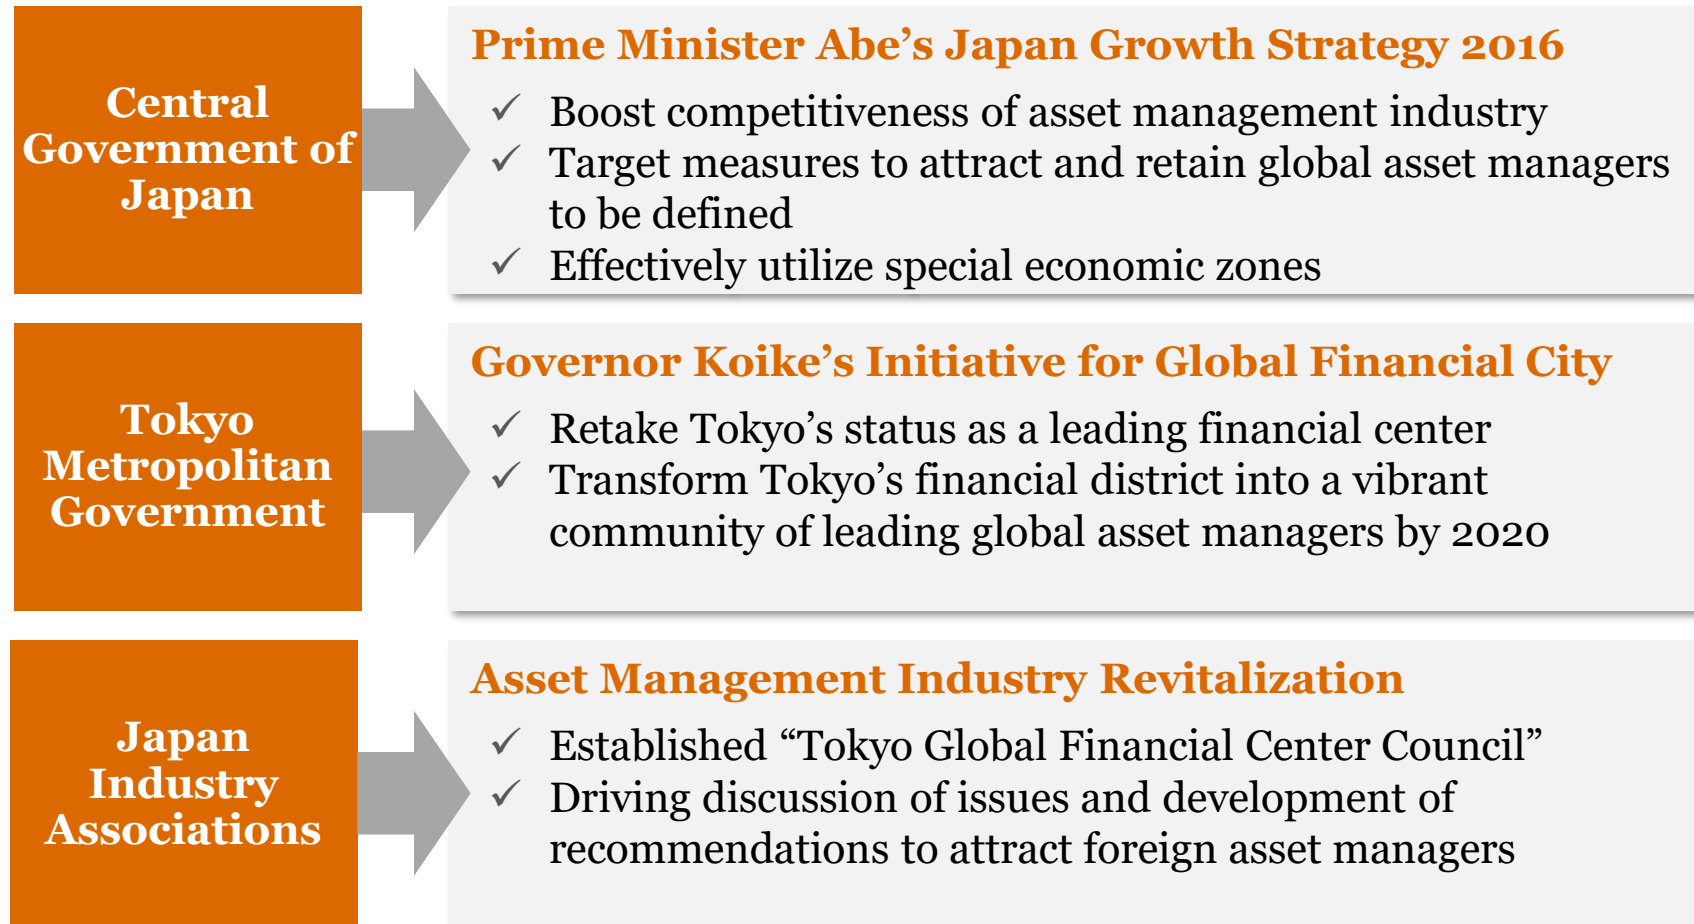 Central
Government of
Japan
Prime Minister Abe’s Japan Growth Strategy 2016
✓ Boost competitiveness of asset management industry
✓ Target measures to attract and retain global asset managers
to be defined
✓ Effectively utilize special economic zones
Tokyo
Metropolitan
Government
Governor Koike’s Initiative for Global Financial City
✓ Retake Tokyo’s status as a leading financial center
✓ Transform Tokyo’s financial district into a vibrant
community of leading global asset managers by 2020
Japan
Industry
Associations
Asset Management Industry Revitalization
✓ Established “Tokyo Global Financial Center Council”
✓ Driving discussion of issues and development of
recommendations to attract foreign asset managers